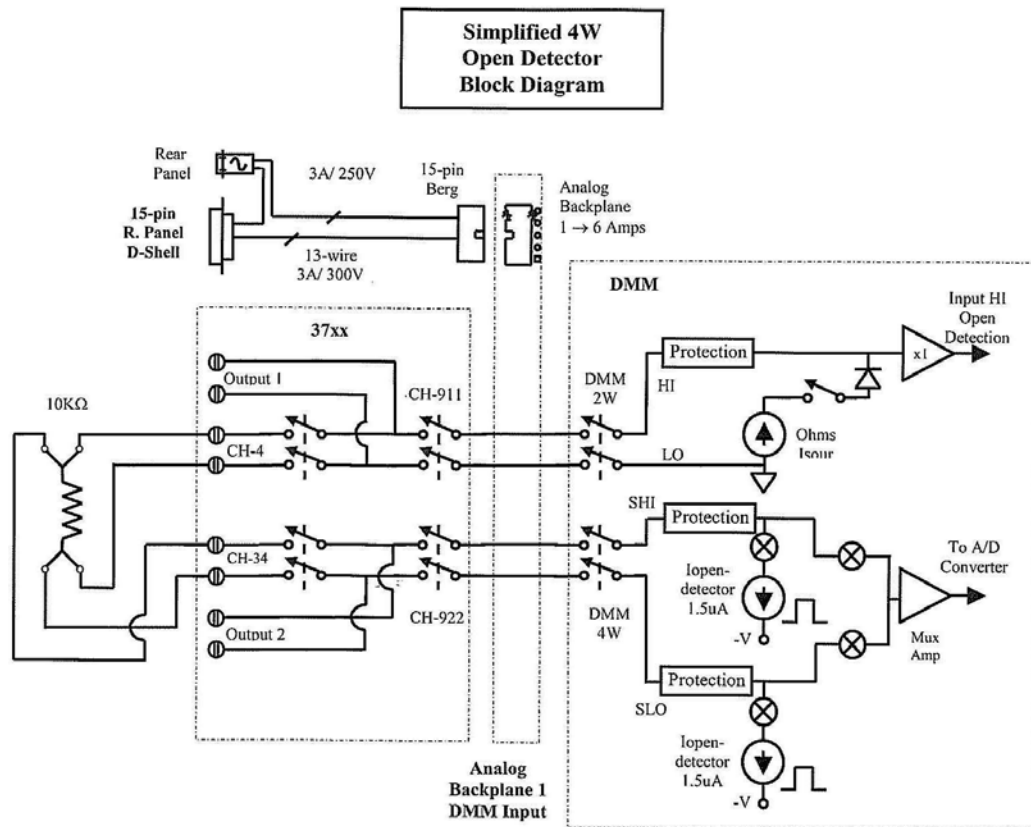 Simplified 4W
Open Detector
Block Diagram
Rear
Panel
3A/ 250V
15-pin
Berg
Analog
Backplane
1 → 6 Amps
15-pin
R. Panel
D-Shell
13-wire
3A/ 300V
DMM
37xx
Input HI
Open
Detection
Protection
x1
Output 1
CH-911
DMM
2W
HI
10KΩ
CH-4
LO
Ohms
Isour
SHI
Protection
CH-34
To A/D
Converter
Iopen-
detector
1.5uA
-V
Output 2
CH-922
DMM
4W
Mux
Amp
Protection
SLO
Iopen-
detector
1.5uA
-V
Analog
Backplane 1
DMM Input